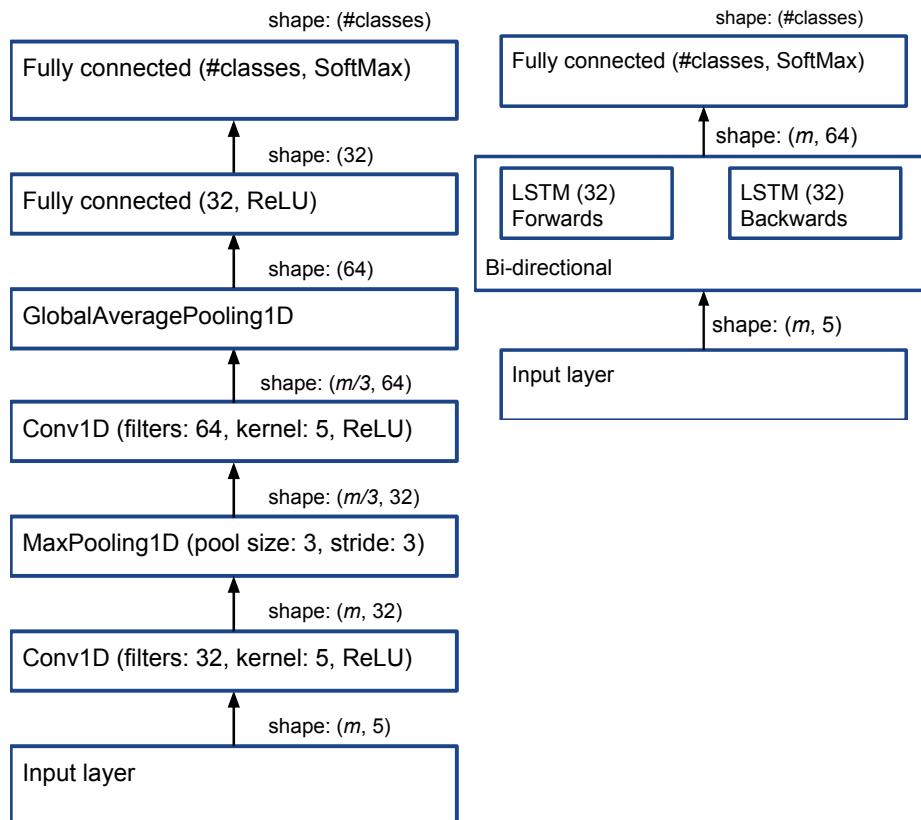 shape: (#classes)
Fully connected (#classes, SoftMax)
shape: (32)
Fully connected (32, ReLU)
shape: (64)
GlobalAveragePooling1D
shape: (m/3, 64)
Conv1D (filters: 64, kernel: 5, ReLU)
shape: (m/3, 32)
MaxPooling1D (pool size: 3, stride: 3)
shape: (m, 32)
Conv1D (filters: 32, kernel: 5, ReLU)
shape: (m, 5)
Input layer
shape: (#classes)
Fully connected (#classes, SoftMax)
shape: (m, 64)
LSTM (32)
Forwards
LSTM (32)
Backwards
Bi-directional
shape: (m, 5)
Input layer